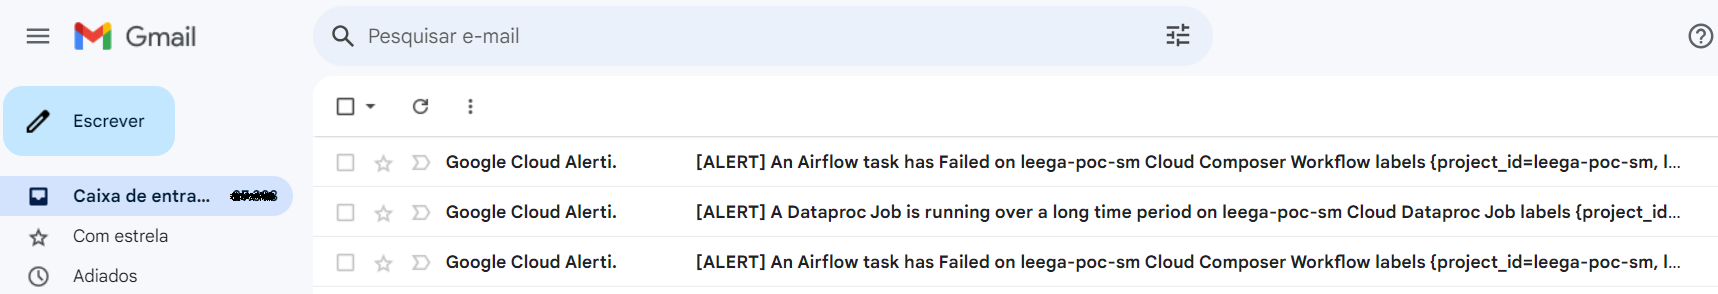 Gmail
Pesquisar e-mail
Escrever
Google Cloud Alerti. [ALERT] An Airflow task has Failed on leega-poc-sm Cloud Composer Workflow labels {project_id=leega-poc-sm, l...
Caixa de entra...
Google Cloud Alerti. [ALERT] A Dataproc Job is running over a long time period on leega-poc-sm Cloud Dataproc Job labels {project_id...
Com estrela
Google Cloud Alerti. [ALERT] An Airflow task has Failed on leega-poc-sm Cloud Composer Workflow labels {project_id=leega-poc-sm, l...
Adiados